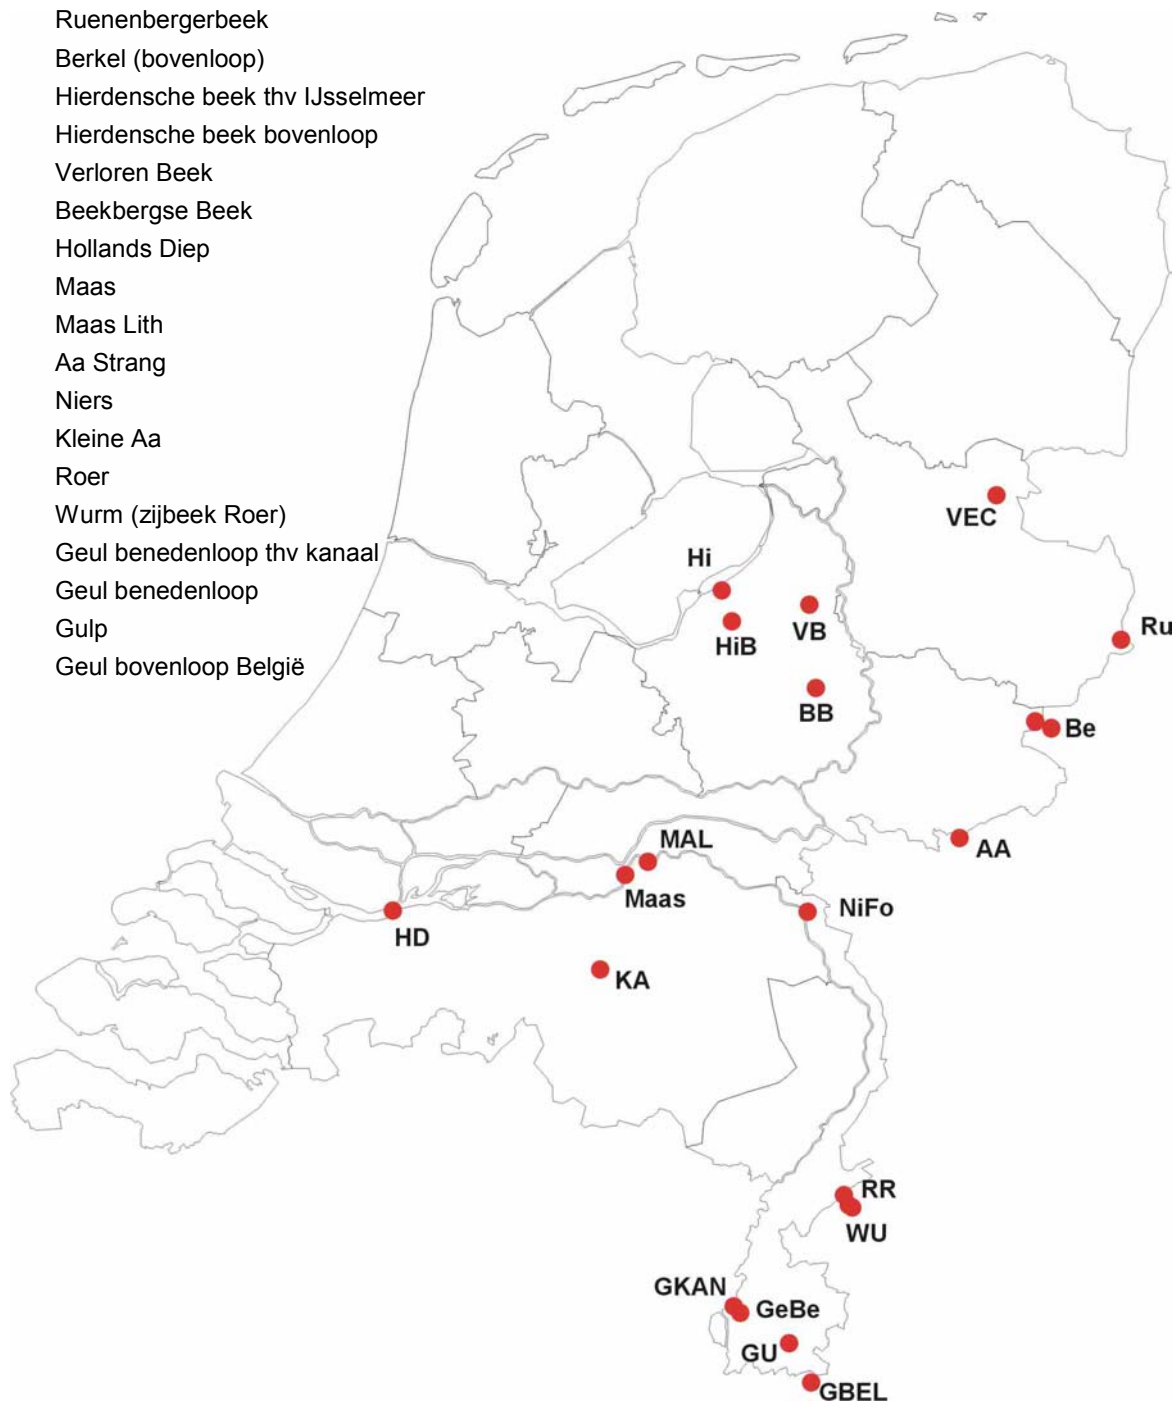 Ruenenbergerbeek
Berkel (bovenloop)
Hierdensche beek thv IJsselmeer
Hierdensche beek bovenloop
Verloren Beek
Beekbergse Beek
Hollands Diep
Maas
Maas Lith
Aa Strang
Niers
Kleine Aa
Roer
Wurm (zijbeek Roer)
Geul benedenloop thv kanaal
Geul benedenloop
Gulp
Geul bovenloop België
VEC
Hi
HiB
VB
Ru
BB
Be
MAL
AA
Maas
NiFo
HD
KA
RR
WU
GKAN
GeBe
GU
GBEL